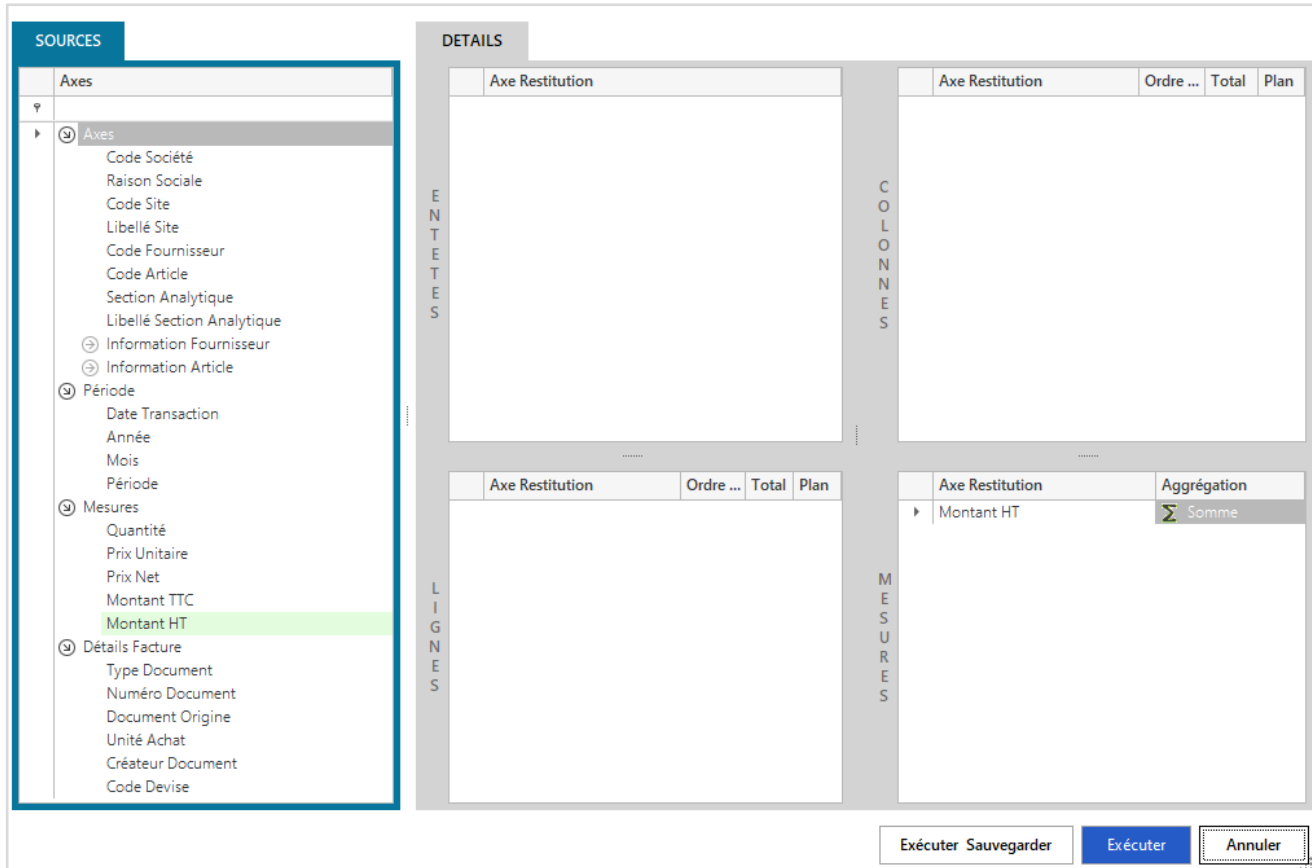 SOURCES
Axes
Axes
Code Société
Raison Sociale
Code Site
Libellé Site
Code Fournisseur
Code Article
Section Analytique
Libellé Section Analytique
Information Fournisseur
Information Article
Période
Date Transaction
Année
Mois
Période
Mesures
Quantité
Prix Unitaire
Prix Net
Montant TTC
Montant HT
Détails Facture
Type Document
Numéro Document
Document Origine
Unité Achat
Créateur Document
Code Devise
DETAILS
ENTETES
Axe Restitution
COLONNES
Axe Restitution Ordre ... Total Plan
LIGNES
Axe Restitution Ordre ... Total Plan
MESURES
Axe Restitution Aggrégation
Montant HT Σ Somme
Exécuter Sauvegarder Exécuter Annuler